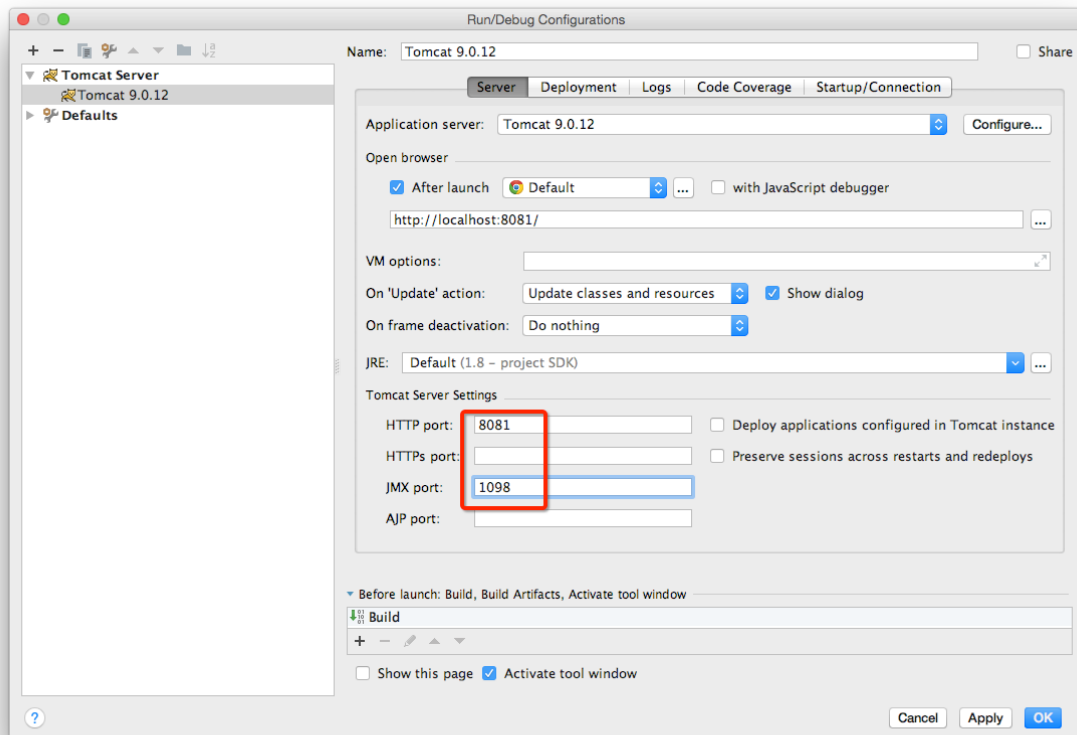 Run/Debug Configurations
Name: Tomcat 9.0.12 Share
Tomcat Server
Tomcat 9.0.12
Defaults
Server Deployment Logs Code Coverage Startup/Connection
Application server: Tomcat 9.0.12 Configure...
Open browser
After launch Default ... with JavaScript debugger
http://localhost:8081/ ...
VM options:
On 'Update' action: Update classes and resources Show dialog
On frame deactivation: Do nothing
JRE: Default (1.8 – project SDK) ...
Tomcat Server Settings
HTTP port: 8081 Deploy applications configured in Tomcat instance
HTTPs port: Preserve sessions across restarts and redeploys
JMX port: 1098
AJP port:
Before launch: Build, Build Artifacts, Activate tool window
Build
Show this page Activate tool window
? Cancel Apply OK